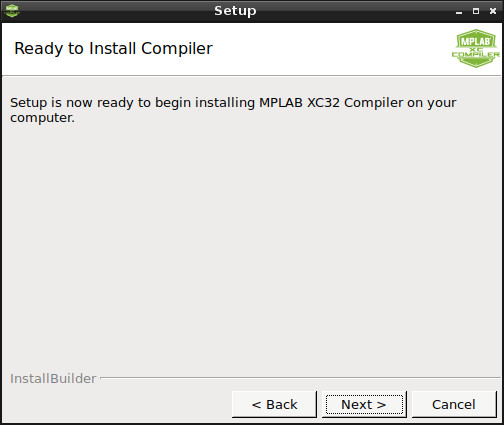 Setup
Ready to Install Compiler
MPLAB
XC
COMPILER
Setup is now ready to begin installing MPLAB XC32 Compiler on your
computer.
InstallBuilder
< Back
Next >
Cancel